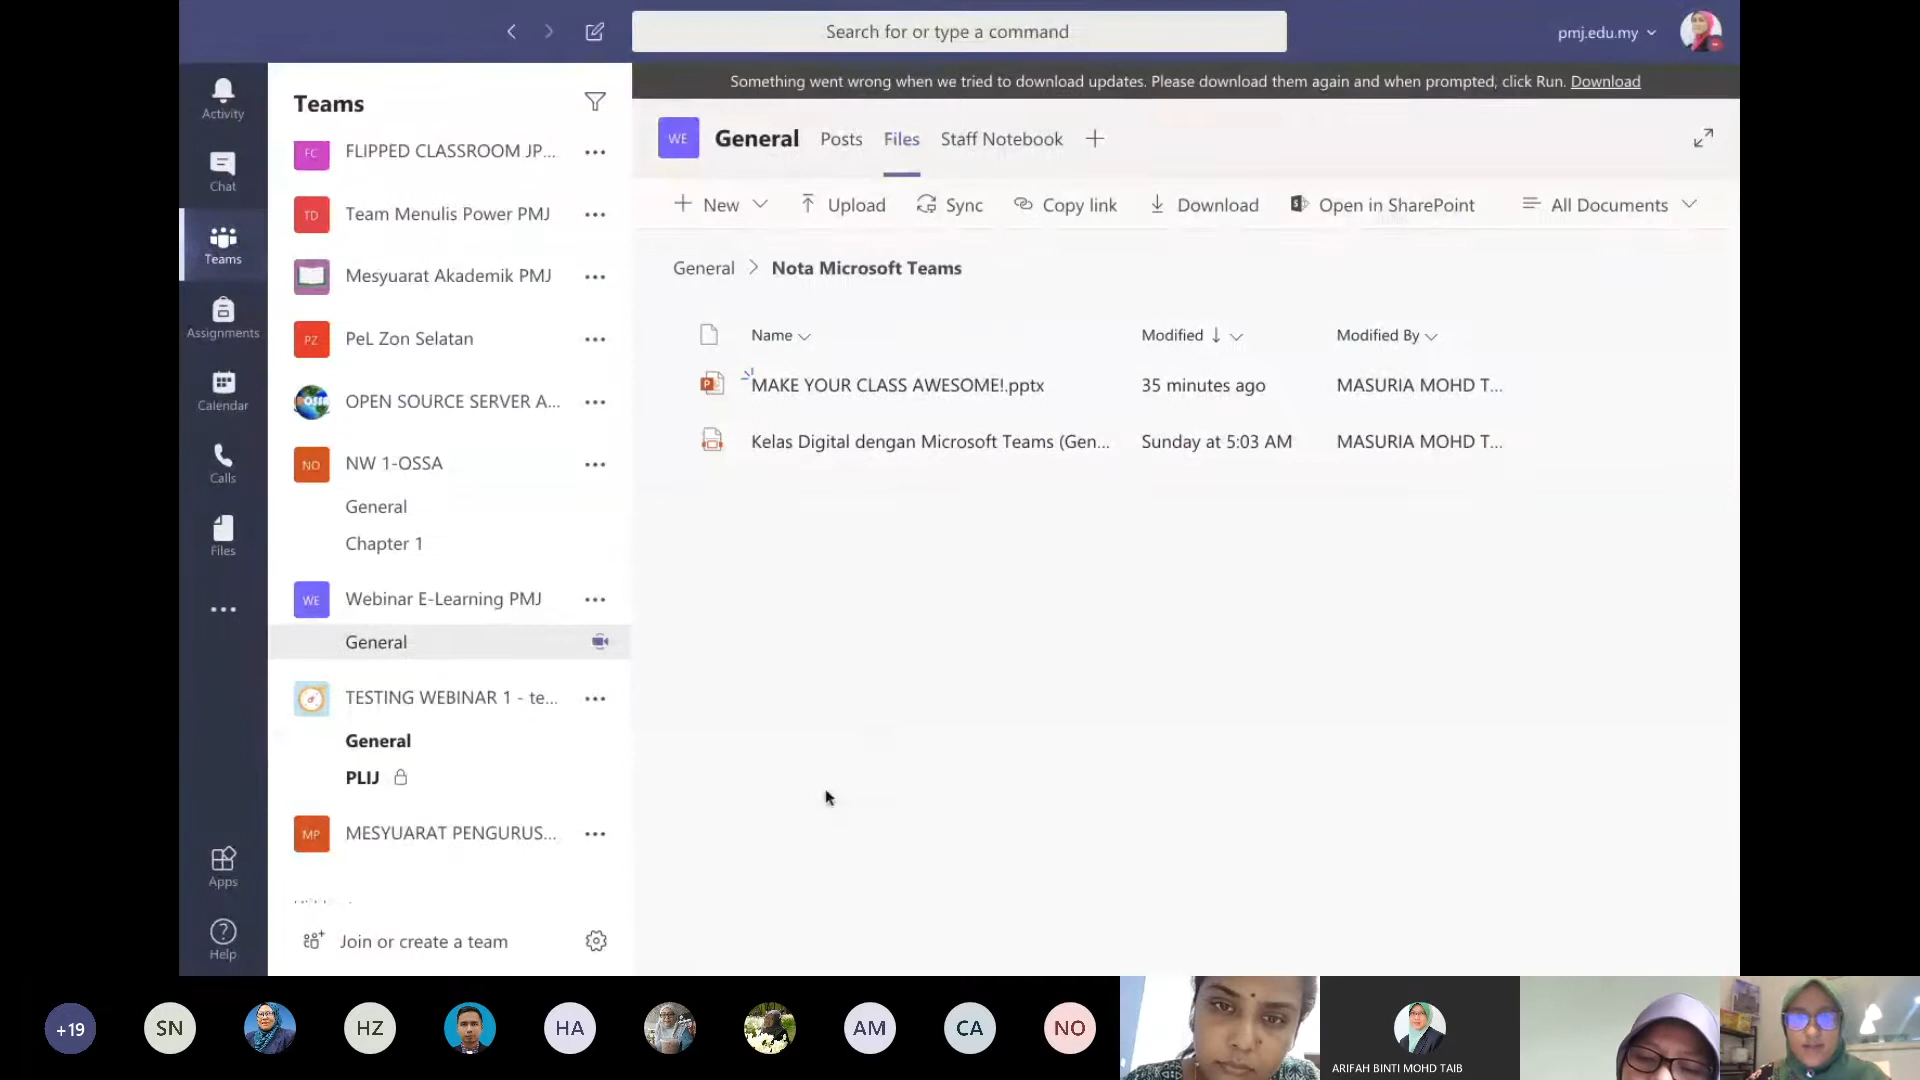 Search for or type a command
pmj.edu.my
Something went wrong when we tried to download updates. Please download them again and when prompted, click Run. Download
Activity
Chat
Teams
Assignments
Calendar
Calls
Files
Apps
Help
Teams
FC FLIPPED CLASSROOM JP...
TD Team Menulis Power PMJ
Mesyuarat Akademik PMJ
PZ PeL Zon Selatan
OSSA OPEN SOURCE SERVER A...
NO NW 1-OSSA
General
Chapter 1
WE Webinar E-Learning PMJ
General
TESTING WEBINAR 1 - te...
General
PLIJ
MP MESYUARAT PENGURUS...
Join or create a team
WE General Posts Files Staff Notebook
New Upload Sync Copy link Download Open in SharePoint All Documents
General > Nota Microsoft Teams
Name Modified Modified By
MAKE YOUR CLASS AWESOME!.pptx 35 minutes ago MASURIA MOHD T...
Kelas Digital dengan Microsoft Teams (Gen... Sunday at 5:03 AM MASURIA MOHD T...
+19 SN HZ HA AM CA NO
ARIFAH BINTI MOHD TAIB